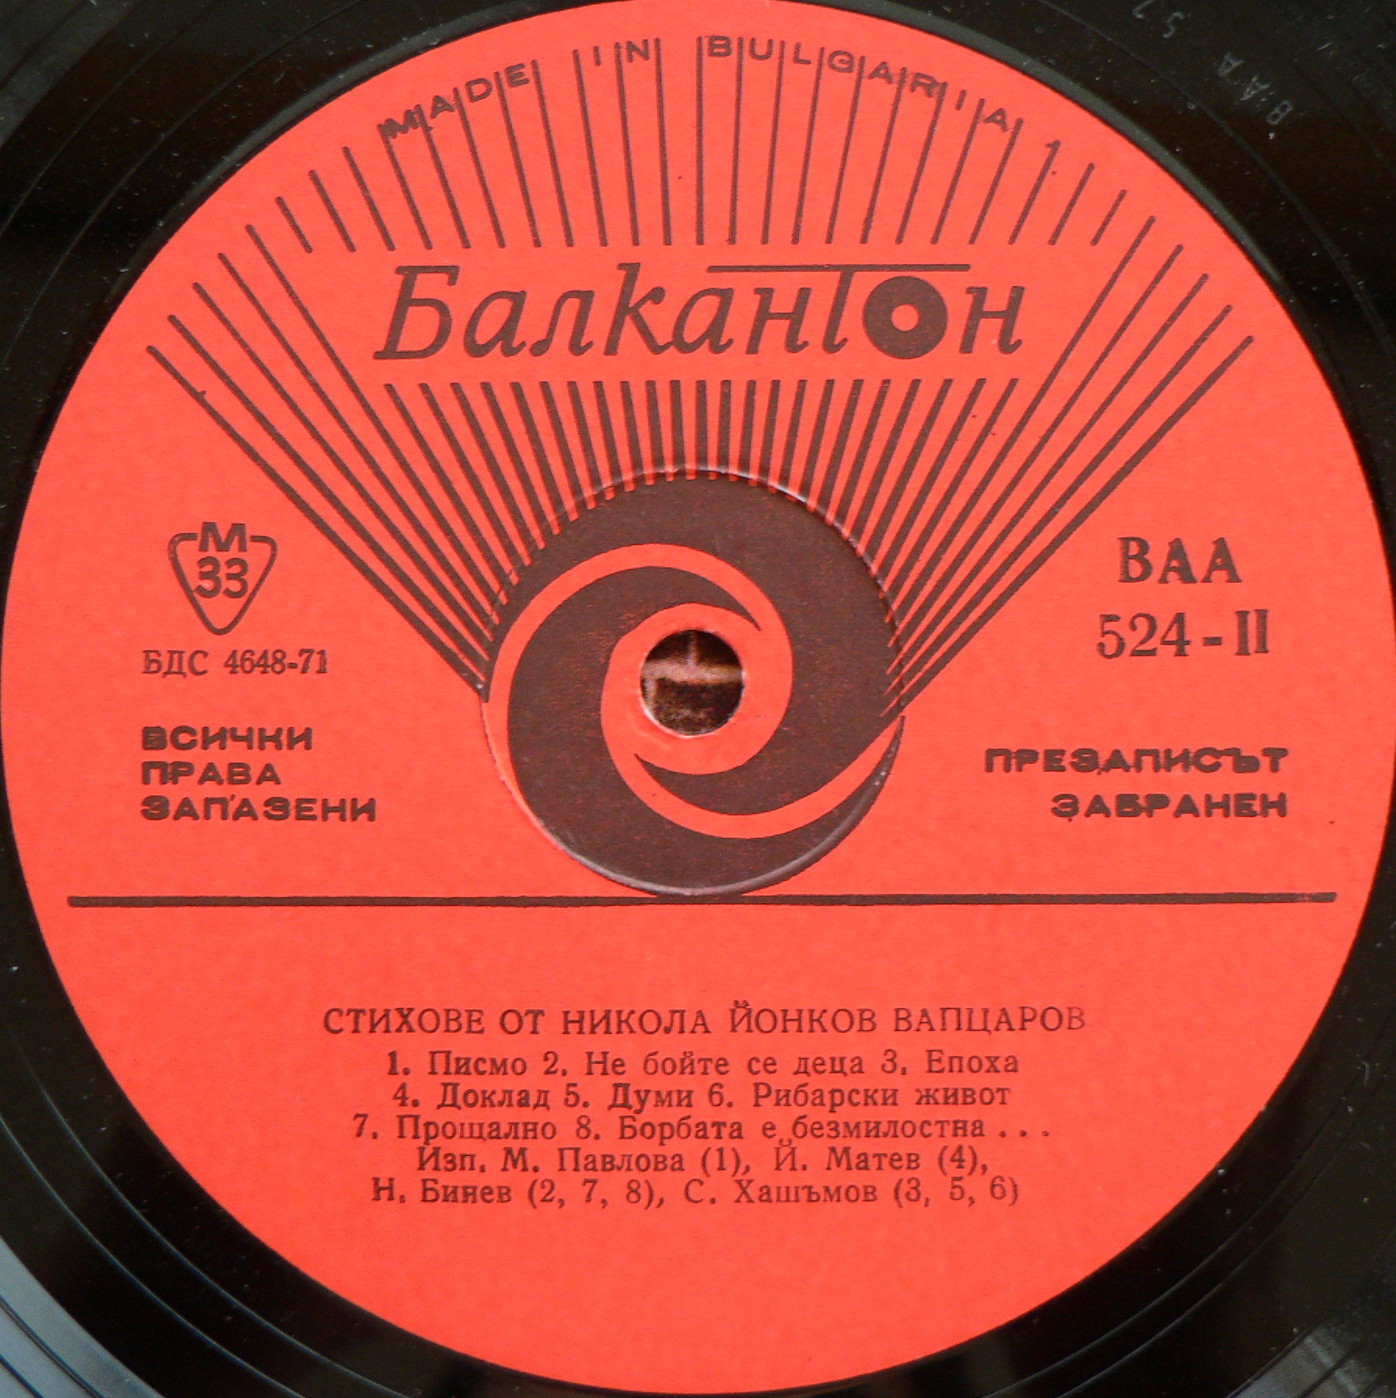 MADE IN BULGARIA
Балкантон
М
33
БДС 4648-71
ВСИЧКИ
ПРАВА
ЗАПАЗЕНИ
ВАА
524-II
ПРЕЗАПИСЪТ
ЗАБРАНЕН
СТИХОВЕ ОТ НИКОЛА ЙОНКОВ ВАПЦАРОВ
1. Писмо 2. Не бойте се деца 3. Епоха
4. Доклад 5. Думи 6. Рибарски живот
7. Прощално 8. Борбата е безмилостна . . .
Изп. М. Павлова (1), Й. Матев (4),
Н. Бинев (2, 7, 8), С. Хашъмов (3, 5, 6)